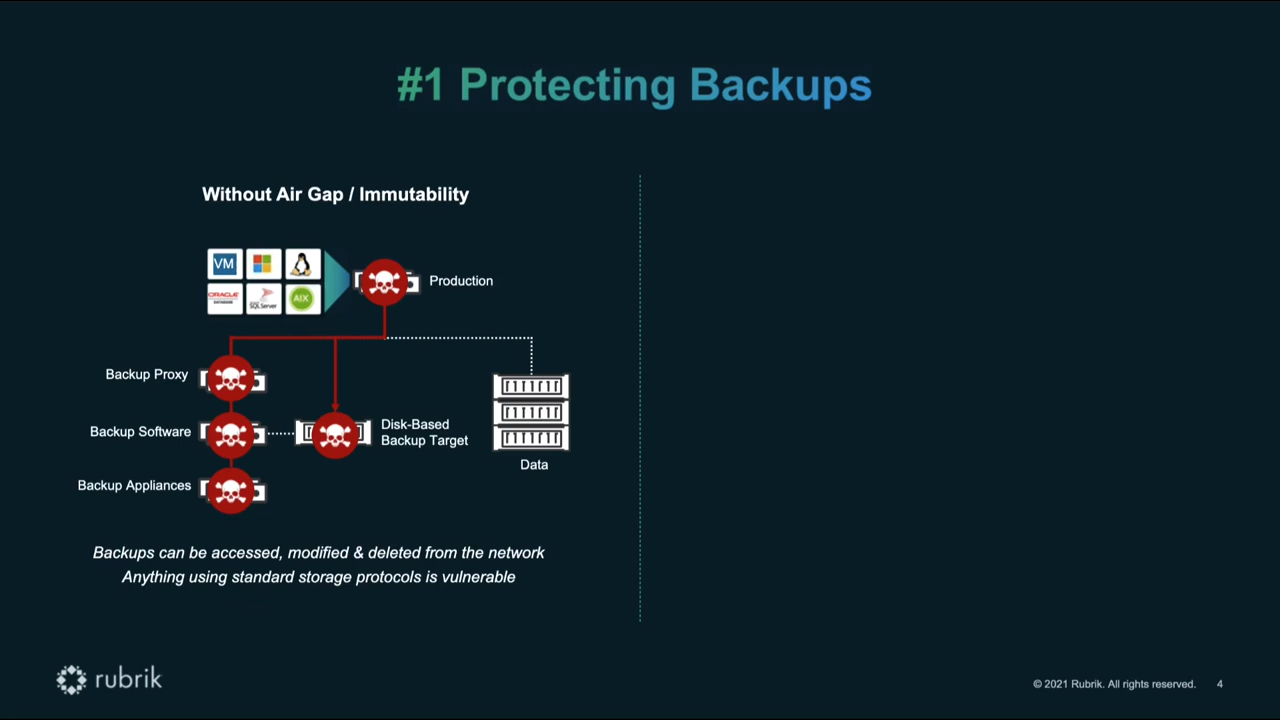 #1 Protecting Backups
Without Air Gap / Immutability
VM
ORACLE
DATABASE
SQL Server
AIX
Production
Backup Proxy
Backup Software
Disk-Based
Backup Target
Data
Backup Appliances
Backups can be accessed, modified & deleted from the network
Anything using standard storage protocols is vulnerable
rubrik
© 2021 Rubrik. All rights reserved.
4